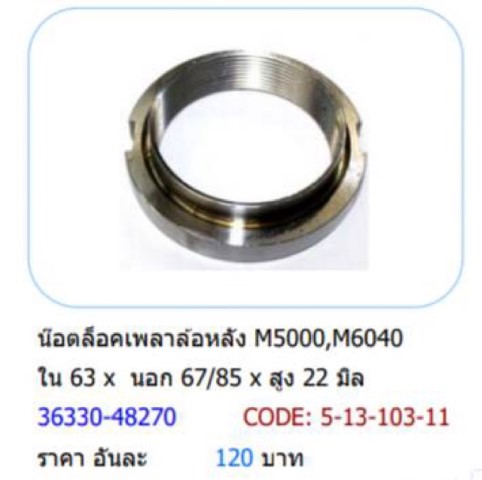 น๊อตล็อคเพลาล้อหลัง M5000,M6040
ใน 63 x นอก 67/85 x สูง 22 มิล
36330-48270 CODE: 5-13-103-11
ราคา อันละ 120 บาท